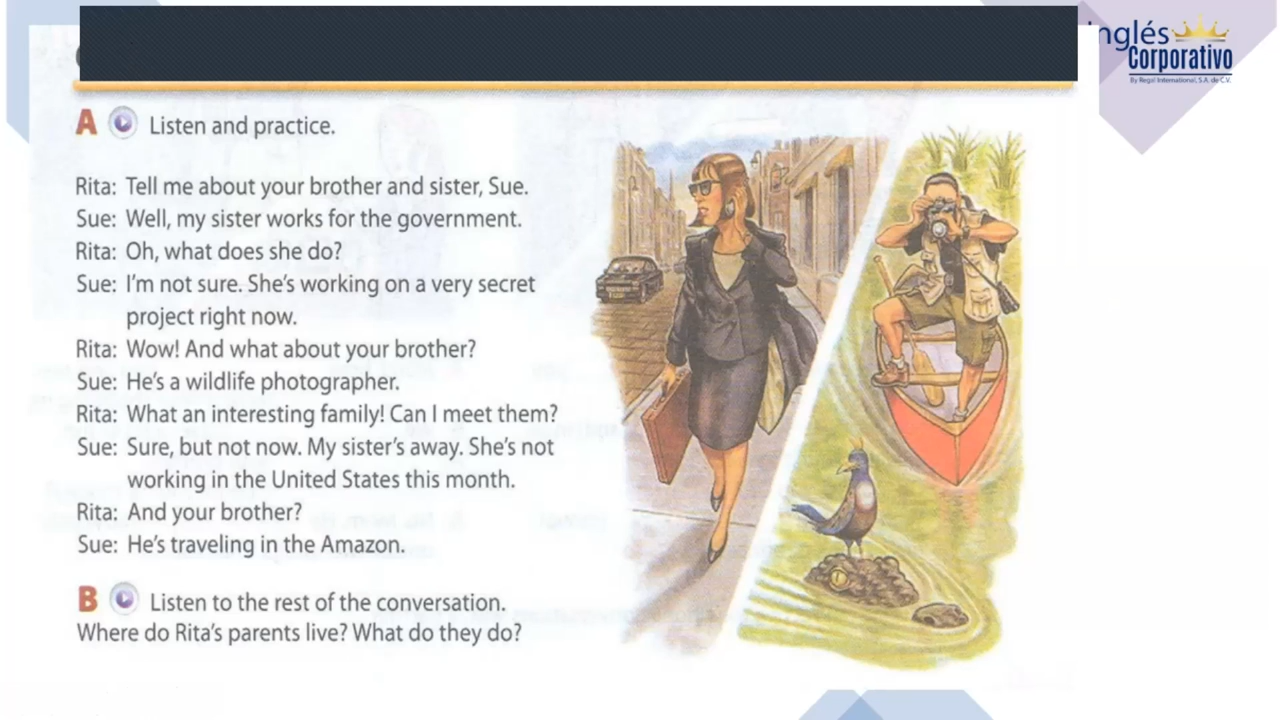 inglés
Corporativo
By Regal International, S.A. de C.V.
A Listen and practice.
Rita: Tell me about your brother and sister, Sue.
Sue: Well, my sister works for the government.
Rita: Oh, what does she do?
Sue: I'm not sure. She's working on a very secret
project right now.
Rita: Wow! And what about your brother?
Sue: He's a wildlife photographer.
Rita: What an interesting family! Can I meet them?
Sue: Sure, but not now. My sister's away. She's not
working in the United States this month.
Rita: And your brother?
Sue: He's traveling in the Amazon.
B Listen to the rest of the conversation.
Where do Rita's parents live? What do they do?